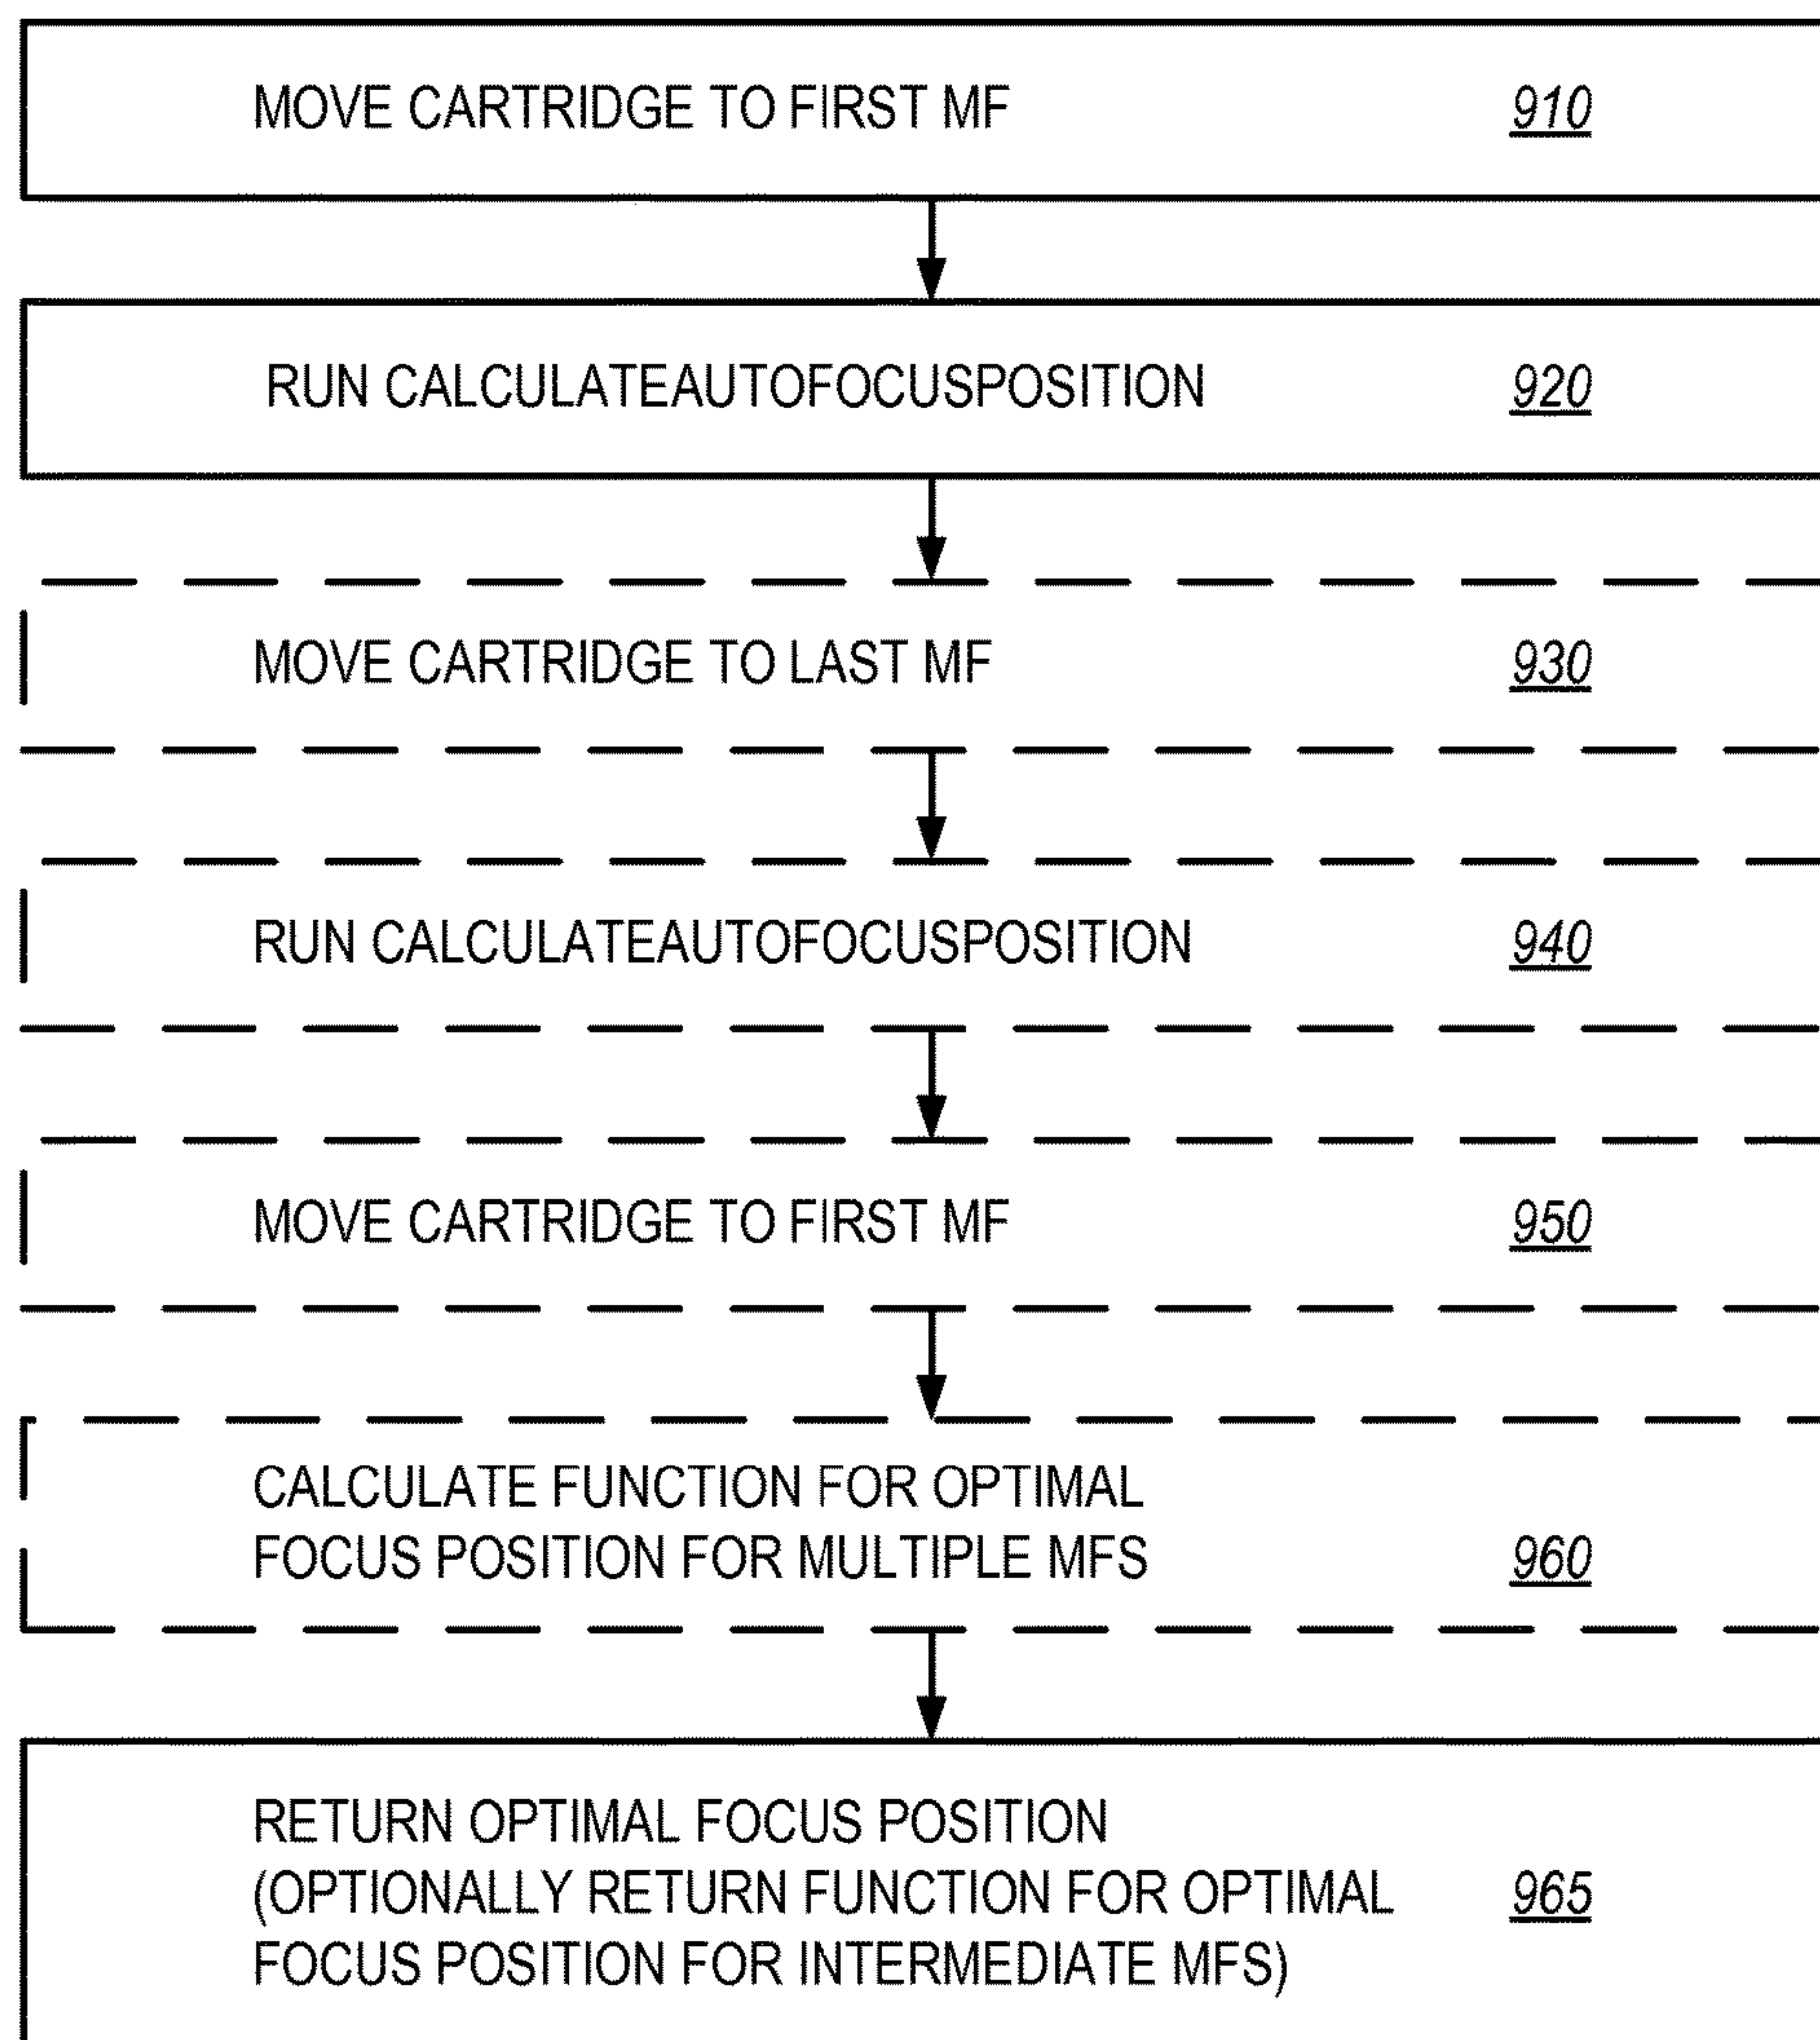 MOVE CARTRIDGE TO FIRST MF 910
RUN CALCULATEAUTOFOCUSPOSITION 920
MOVE CARTRIDGE TO LAST MF 930
RUN CALCULATEAUTOFOCUSPOSITION 940
MOVE CARTRIDGE TO FIRST MF 950
CALCULATE FUNCTION FOR OPTIMAL
FOCUS POSITION FOR MULTIPLE MFS 960
RETURN OPTIMAL FOCUS POSITION
(OPTIONALLY RETURN FUNCTION FOR OPTIMAL 965
FOCUS POSITION FOR INTERMEDIATE MFS)